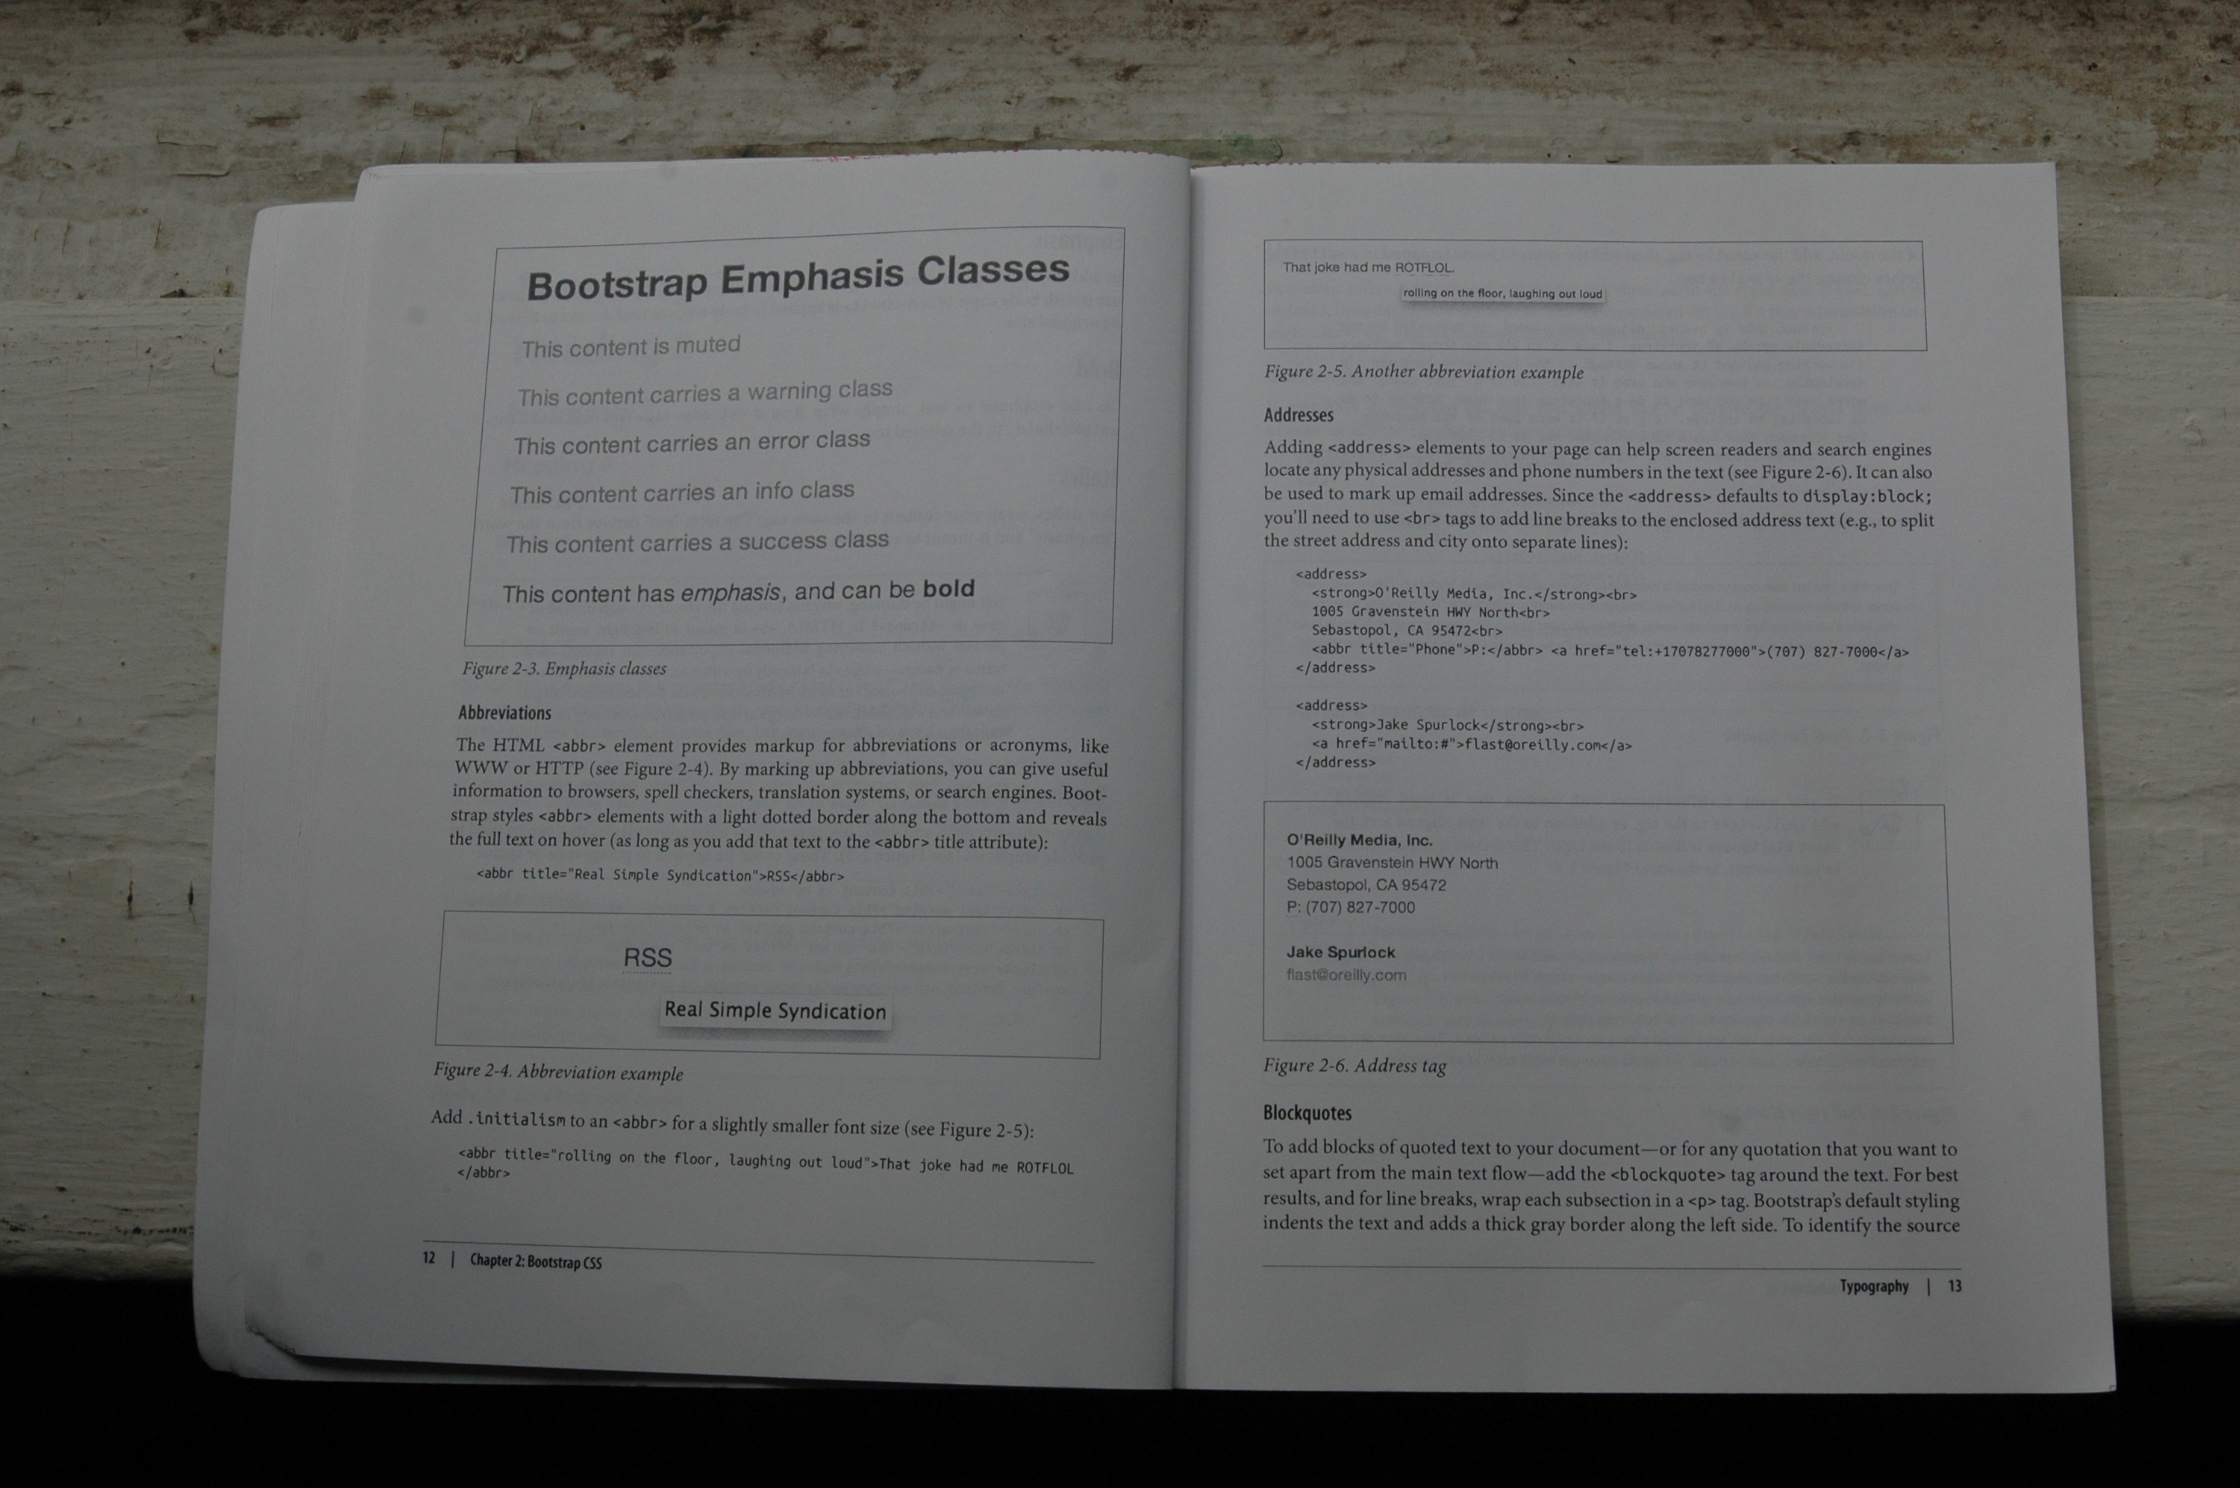 Bootstrap Emphasis Classes
This content is muted
This content carries a warning class
This content carries an error class
This content carries an info class
This content carries a success class
This content has emphasis, and can be bold
Figure 2-3. Emphasis classes
Abbreviations
The HTML <abbr> element provides markup for abbreviations or acronyms, like
WWW or HTTP (see Figure 2-4). By marking up abbreviations, you can give useful
information to browsers, spell checkers, translation systems, or search engines. Boot-
strap styles <abbr> elements with a light dotted border along the bottom and reveals
the full text on hover (as long as you add that text to the <abbr> title attribute):
<abbr title="Real Simple Syndication">RSS</abbr>
RSS
Real Simple Syndication
Figure 2-4. Abbreviation example
Add .initialism to an <abbr> for a slightly smaller font size (see Figure 2-5):
<abbr title="rolling on the floor, laughing out loud">That joke had me ROTFLOL
</abbr>
12 | Chapter 2: Bootstrap CSS
That joke had me ROTFLOL.
rolling on the floor, laughing out loud
Figure 2-5. Another abbreviation example
Addresses
Adding <address> elements to your page can help screen readers and search engines
locate any physical addresses and phone numbers in the text (see Figure 2-6). It can also
be used to mark up email addresses. Since the <address> defaults to display:block;
you'll need to use <br> tags to add line breaks to the enclosed address text (e.g., to split
the street address and city onto separate lines):
<address>
<strong>O'Reilly Media, Inc.</strong><br>
1005 Gravenstein HWY North<br>
Sebastopol, CA 95472<br>
<abbr title="Phone">P:</abbr> <a href="tel:+17078277000">(707) 827-7000</a>
</address>
<address>
<strong>Jake Spurlock</strong><br>
<a href="mailto:#">flast@oreilly.com</a>
</address>
O'Reilly Media, Inc.
1005 Gravenstein HWY North
Sebastopol, CA 95472
P: (707) 827-7000
Jake Spurlock
flast@oreilly.com
Figure 2-6. Address tag
Blockquotes
To add blocks of quoted text to your document—or for any quotation that you want to
set apart from the main text flow—add the <blockquote> tag around the text. For best
results, and for line breaks, wrap each subsection in a <p> tag. Bootstrap's default styling
indents the text and adds a thick gray border along the left side. To identify the source
Typography | 13